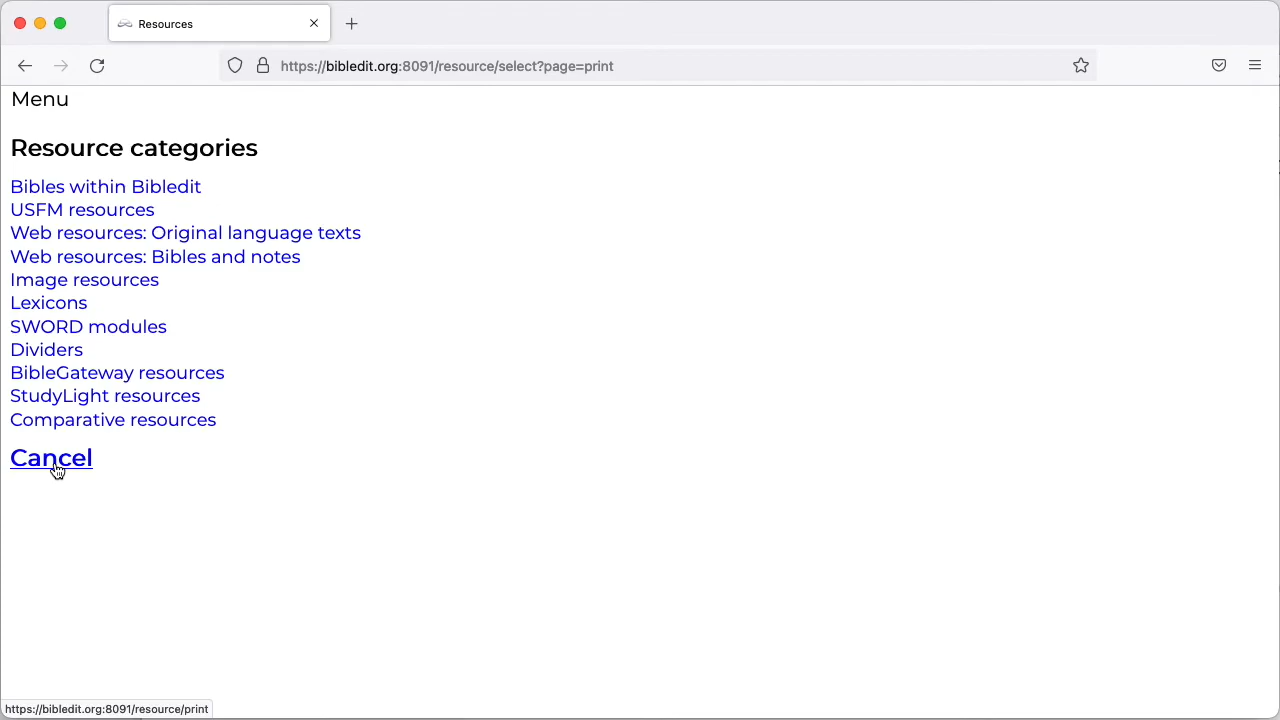 Resources
https://bibledit.org:8091/resource/select?page=print
Menu
Resource categories
Bibles within Bibledit
USFM resources
Web resources: Original language texts
Web resources: Bibles and notes
Image resources
Lexicons
SWORD modules
Dividers
BibleGateway resources
StudyLight resources
Comparative resources
Cancel
https://bibledit.org:8091/resource/print